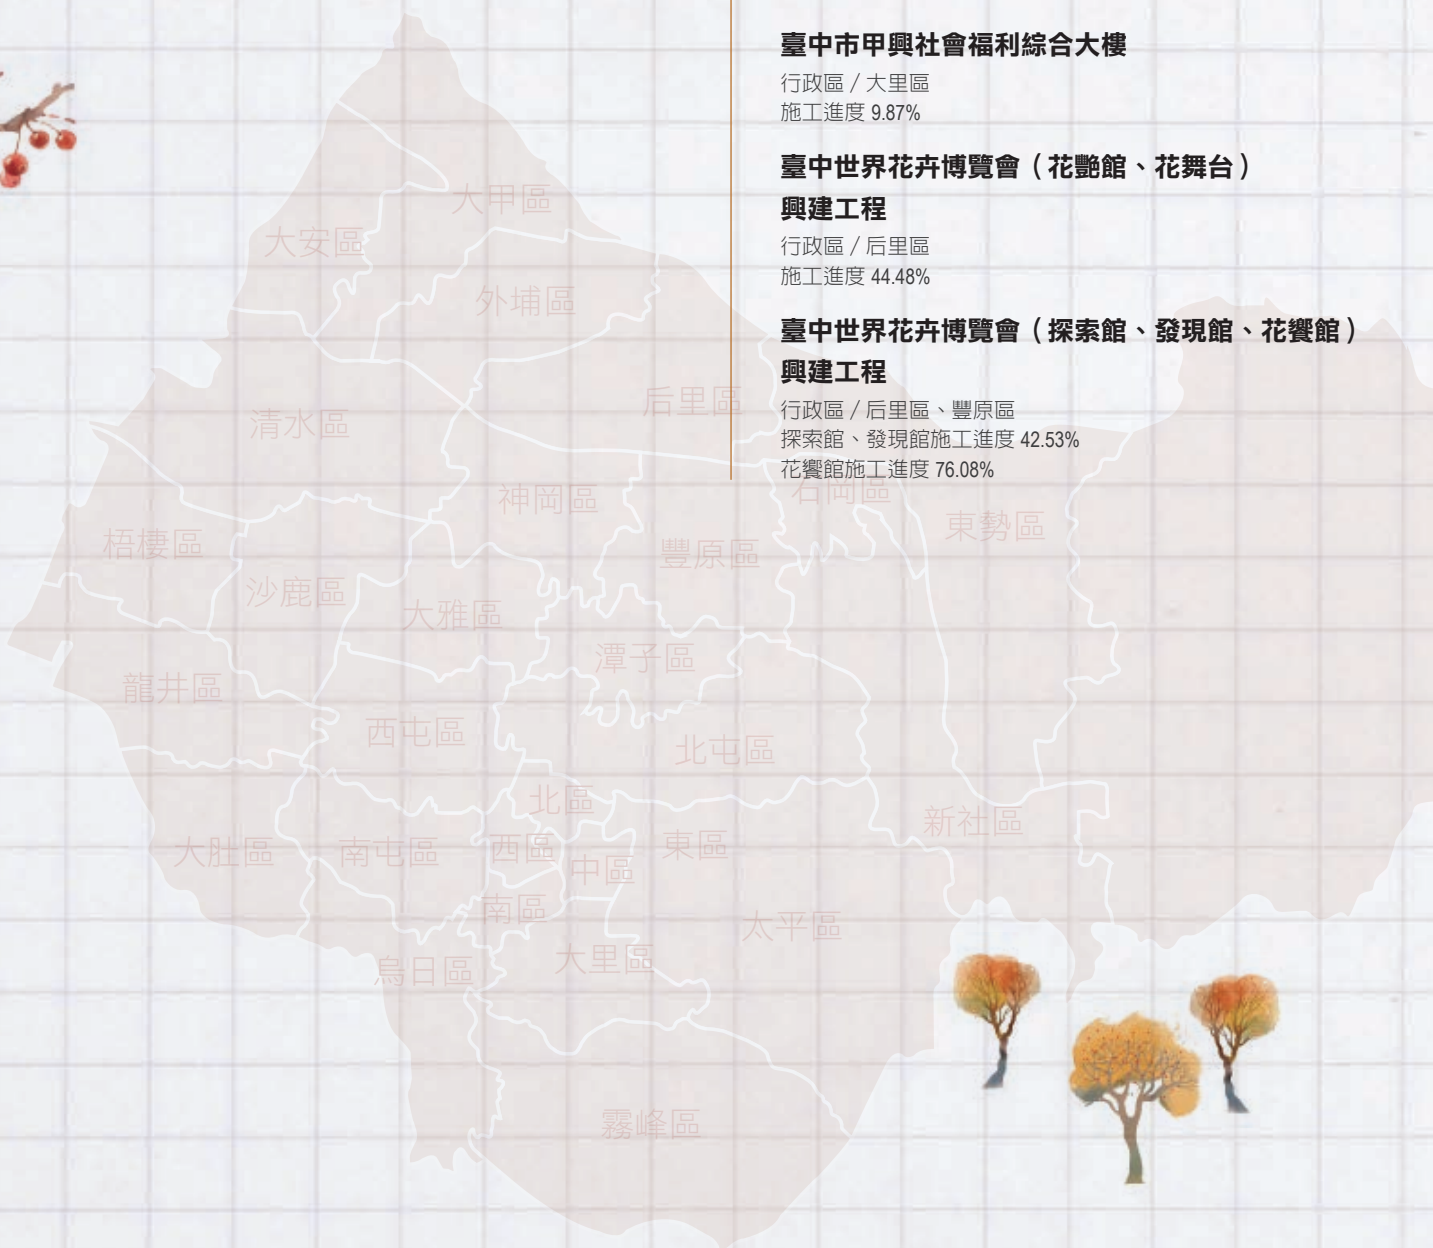 臺中市甲興社會福利綜合大樓
行政區 / 大里區
施工進度 9.87%
臺中世界花卉博覽會（花艷館、花舞台）
興建工程
行政區 / 后里區
施工進度 44.48%
臺中世界花卉博覽會（探索館、發現館、花饗館）
興建工程
行政區 / 后里區、豐原區
探索館、發現館施工進度 42.53%
花饗館施工進度 76.08%
大甲區
大安區
外埔區
后里區
清水區
石岡區
神岡區
東勢區
梧棲區
豐原區
沙鹿區
大雅區
潭子區
龍井區
西屯區
北屯區
北區
新社區
大肚區
南屯區
西區
中區
東區
南區
太平區
大里區
烏日區
霧峰區